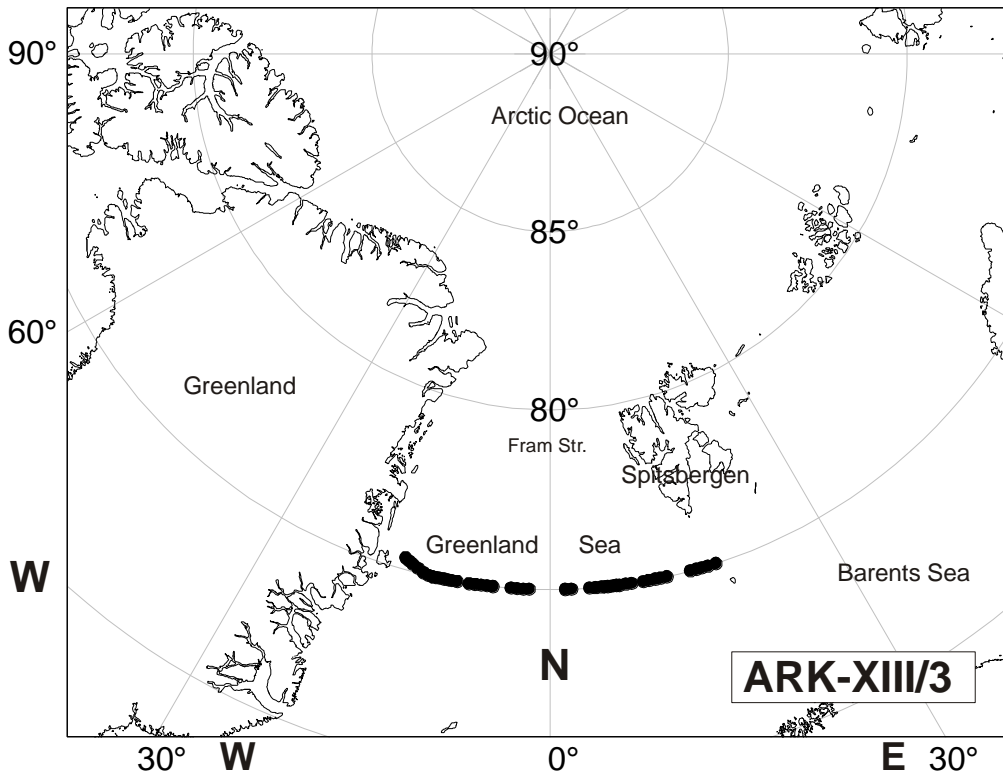 90°
90°
Arctic Ocean
85°
60°
Greenland
80°
Fram Str.
Spitsbergen
Greenland Sea
W
Barents Sea
N
ARK-XIII/3
30° W 0° E 30°